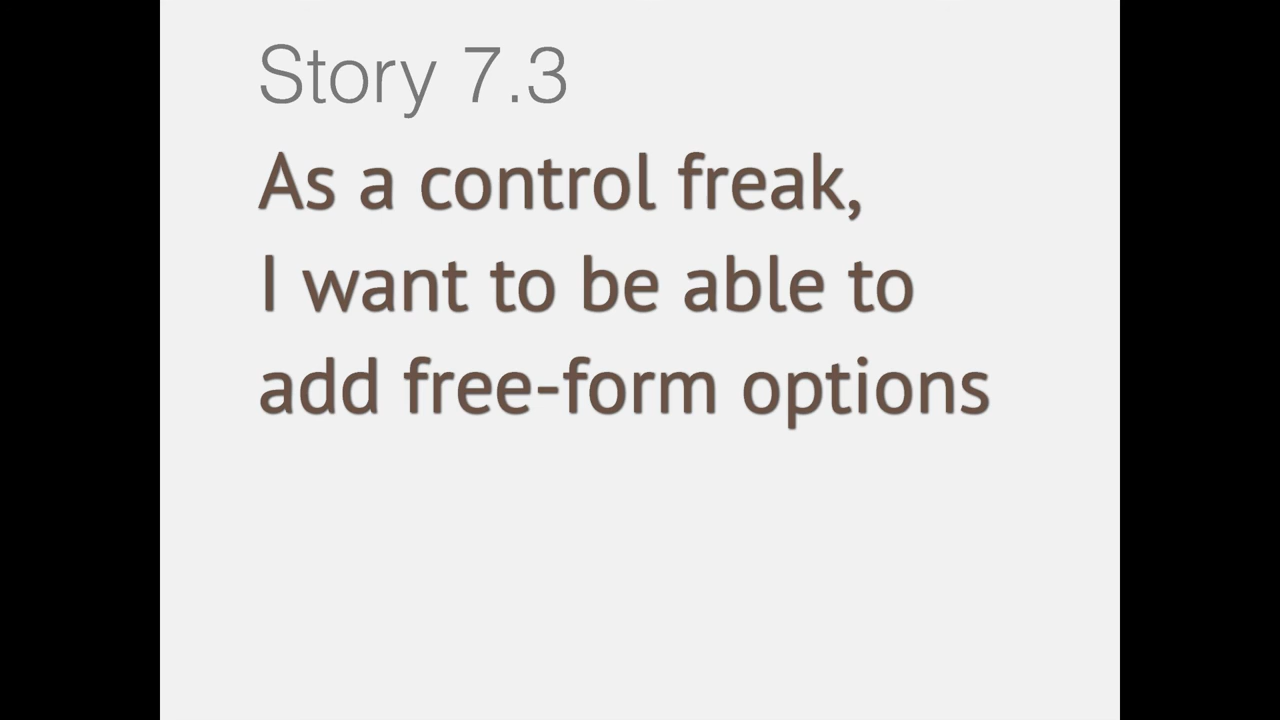 Story 7.3
As a control freak,
I want to be able to
add free-form options